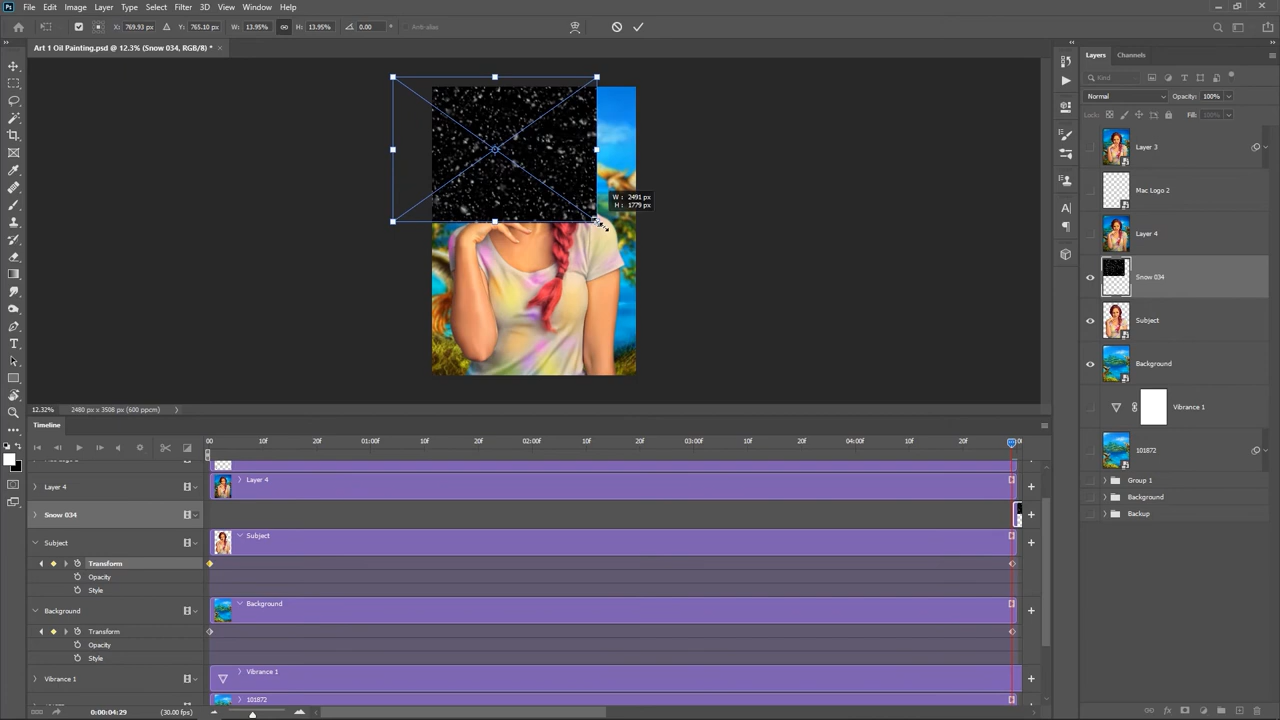 File Edit Image Layer Type Select Filter 3D View Window Help
X: 769.93 px Y: 765.10 px W: 13.95% H: 13.95% 0.00 Anti-alias
Art 1 Oil Painting.psd @ 12.3% (Snow 034, RGB/8) *
W : 2491 px
H : 1779 px
12.32% 2480 px x 3508 px (600 ppcm)
Timeline
00 10f 20f 01:00f 10f 20f 02:00f 10f 20f 03:00f 10f 20f 04:00f 10f 20f
Layer 4 Layer 4
Snow 034
Subject Subject
Transform
Opacity
Style
Background Background
Transform
Opacity
Style
Vibrance 1 Vibrance 1
101872
0:00:04:29 (30.00 fps)
Layers Channels
Kind
Normal Opacity: 100%
Lock: Fill: 100%
Layer 3
Mac Logo 2
Layer 4
Snow 034
Subject
Background
Vibrance 1
101872
Group 1
Background
Backup